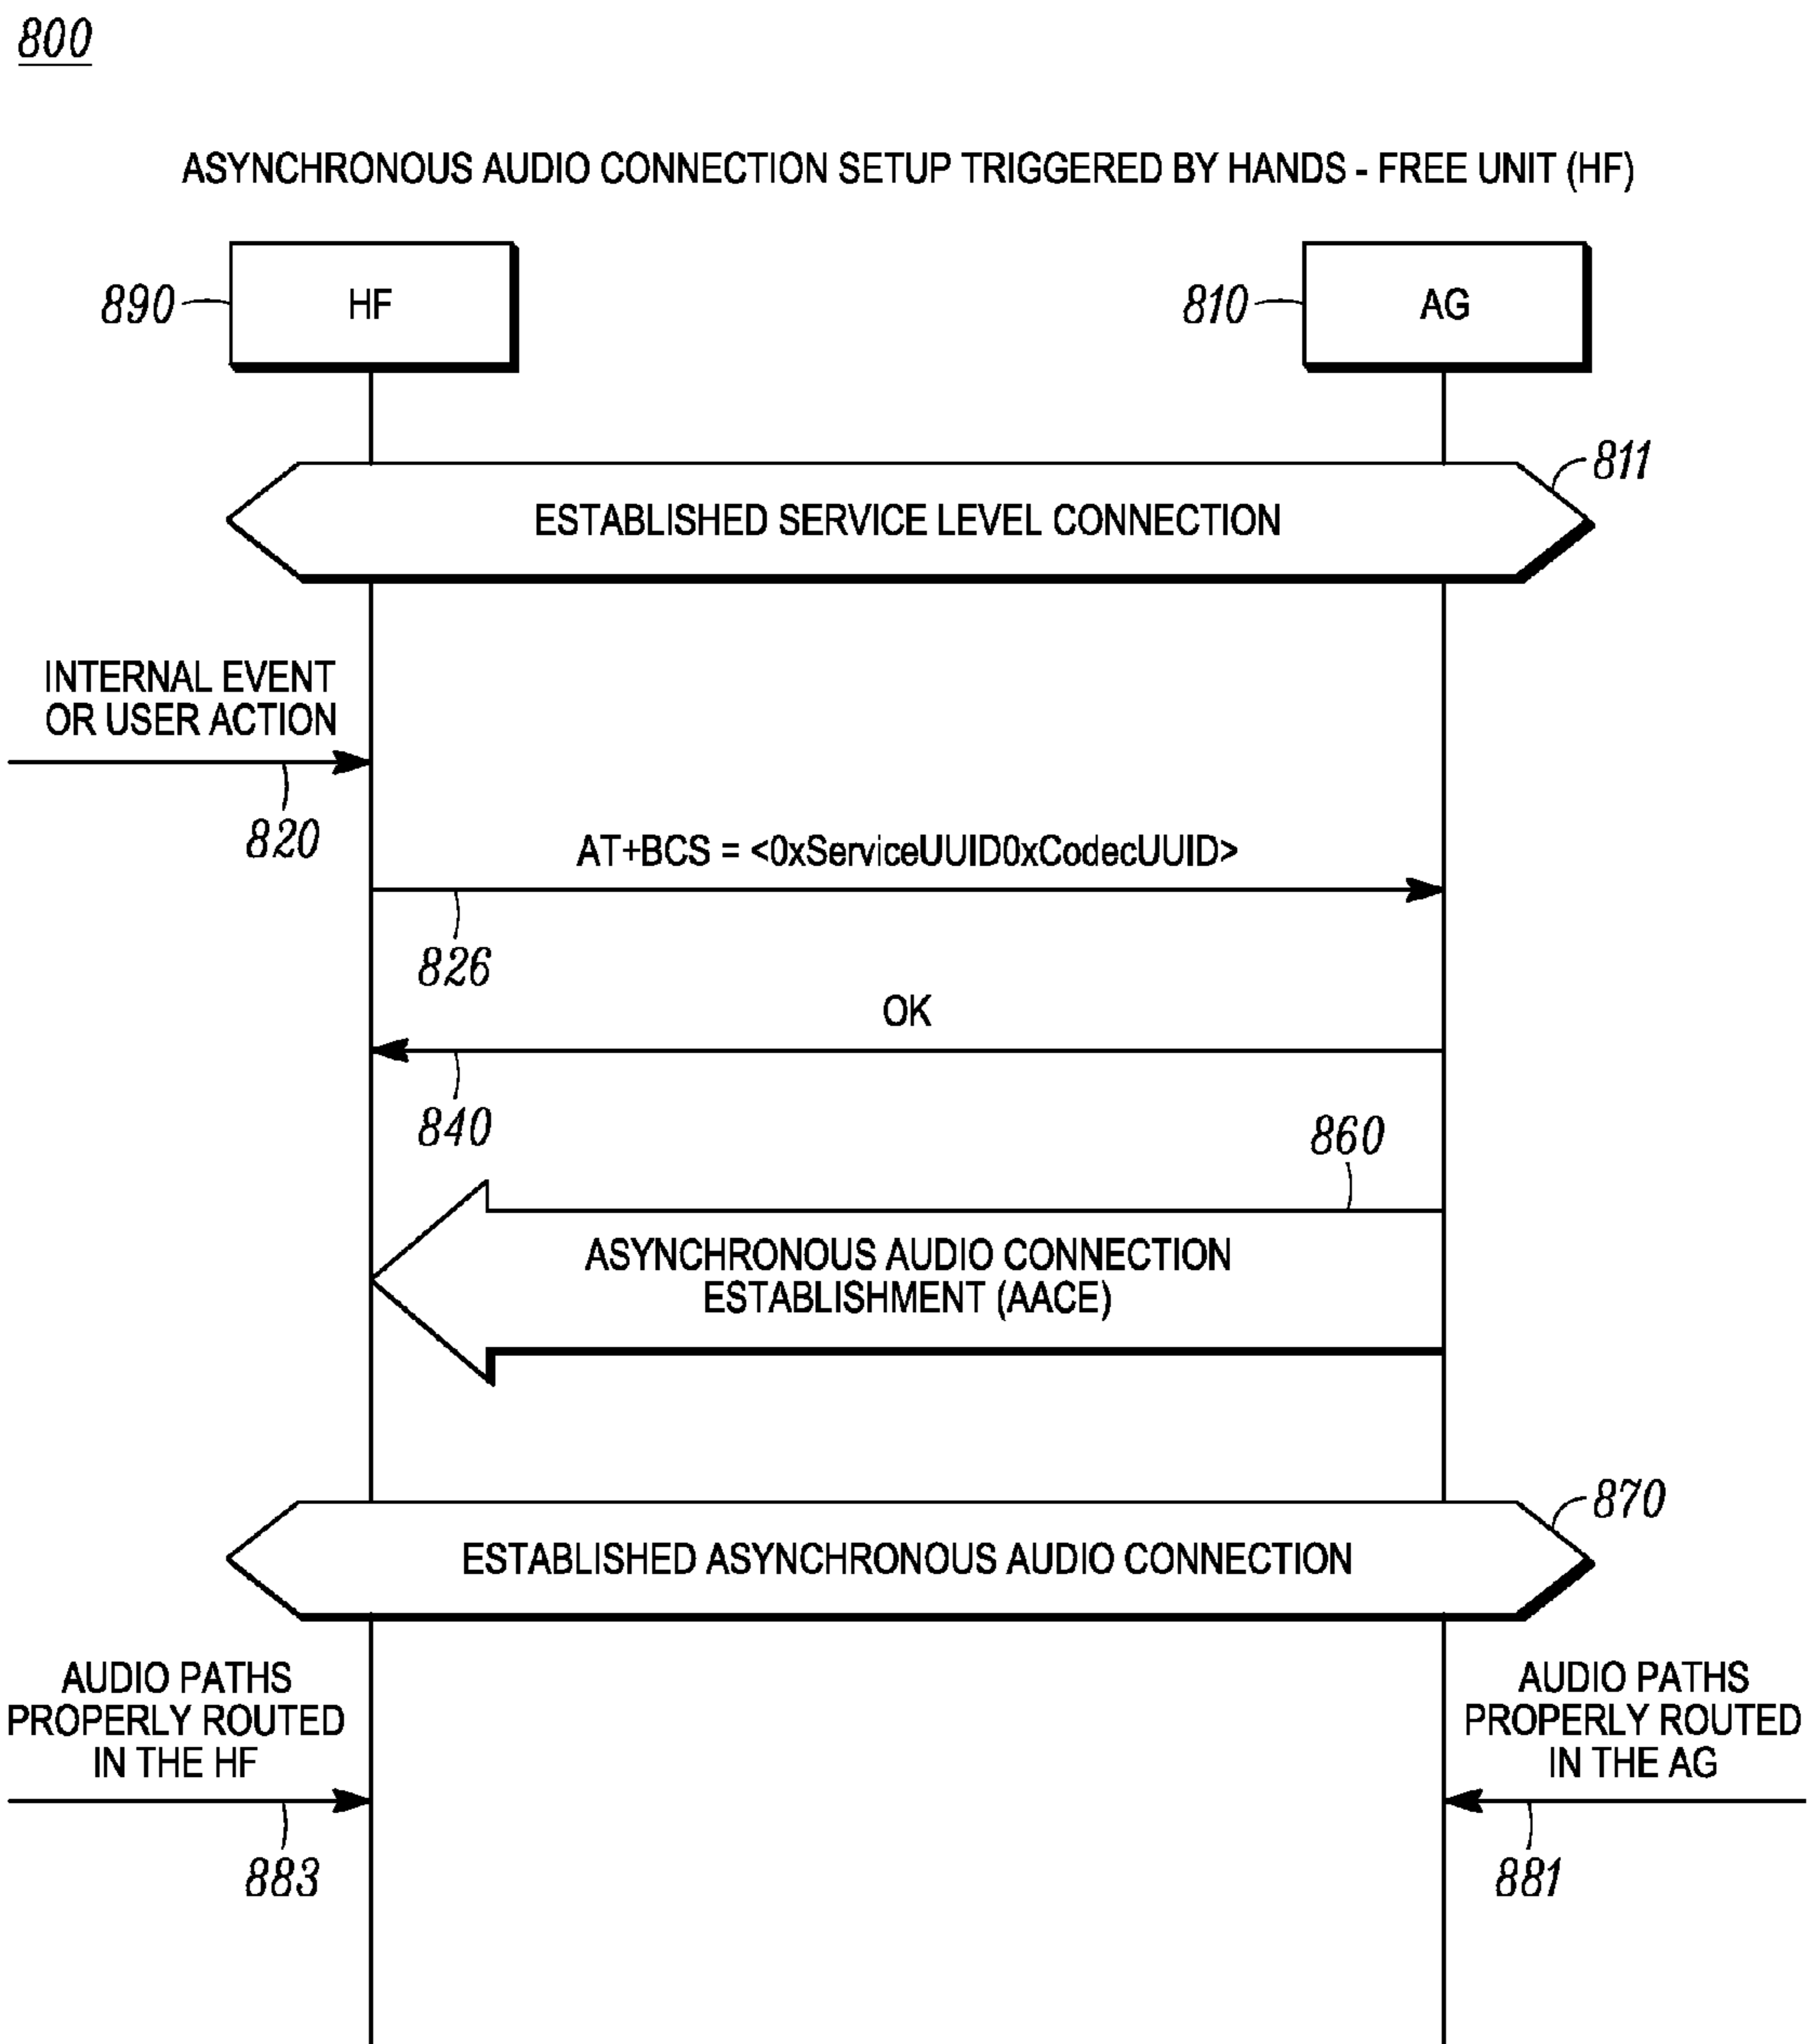 800
ASYNCHRONOUS AUDIO CONNECTION SETUP TRIGGERED BY HANDS - FREE UNIT (HF)
890
HF
810
AG
811
ESTABLISHED SERVICE LEVEL CONNECTION
INTERNAL EVENT
OR USER ACTION
820
AT+BCS = <0xServiceUUID0xCodecUUID>
826
OK
840
860
ASYNCHRONOUS AUDIO CONNECTION
ESTABLISHMENT (AACE)
870
ESTABLISHED ASYNCHRONOUS AUDIO CONNECTION
AUDIO PATHS
PROPERLY ROUTED
IN THE HF
883
AUDIO PATHS
PROPERLY ROUTED
IN THE AG
881